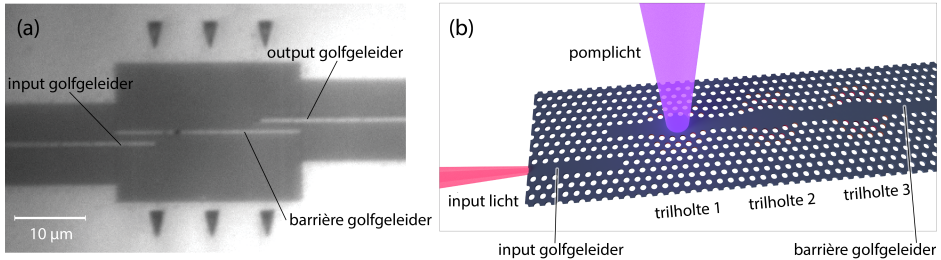 (a)
output golfgeleider
input golfgeleider
barrière golfgeleider
10 µm
(b)
pomplicht
input licht
trilholte 1
trilholte 2
trilholte 3
input golfgeleider
barrière golfgeleider